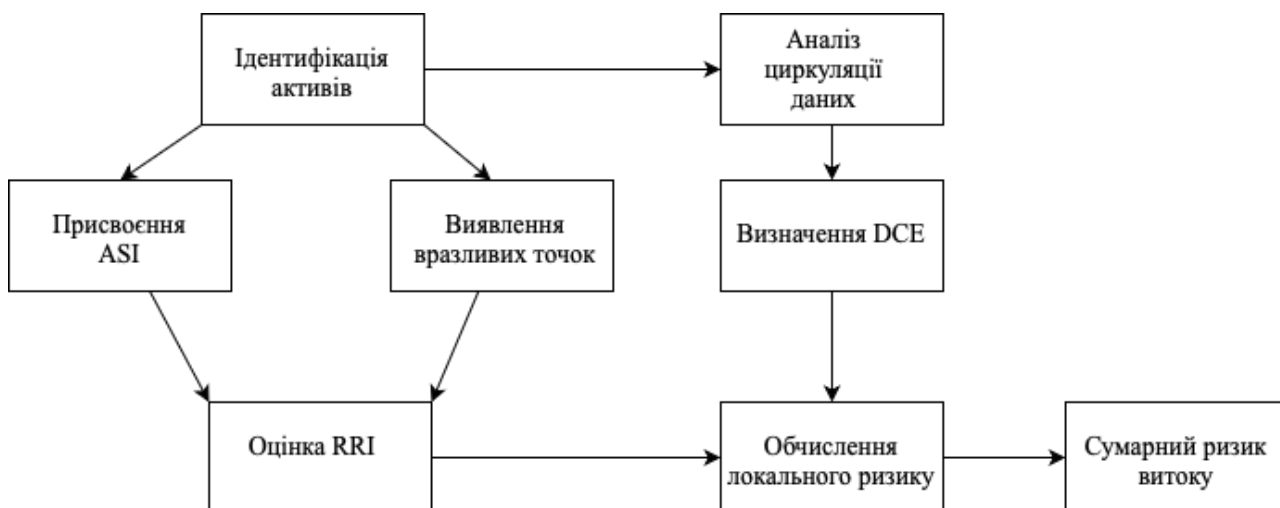 Ідентифікація
активів
Аналіз
циркуляції
даних
Присвоєння
ASI
Виявлення
вразливих точок
Визначення DCE
Оцінка RRI
Обчислення
локального ризику
Сумарний ризик
витоку